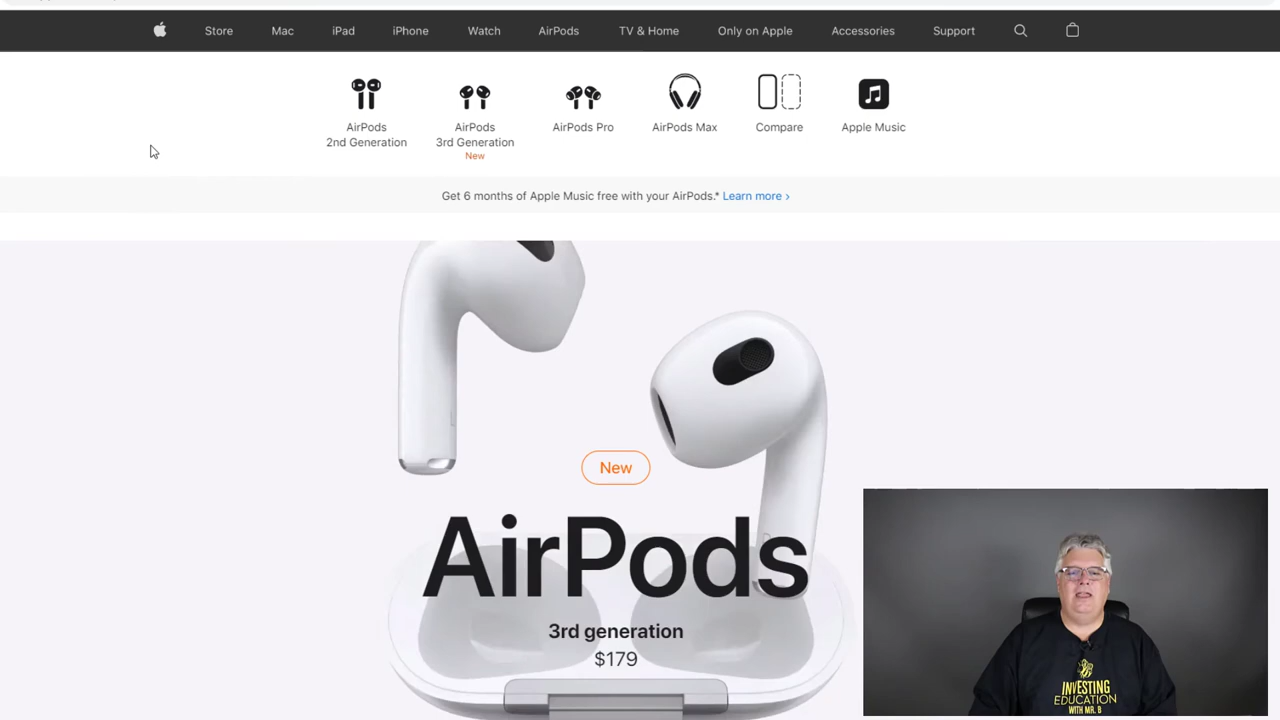 Store Mac iPad iPhone Watch AirPods TV & Home Only on Apple Accessories Support
AirPods
2nd Generation
AirPods
3rd Generation
New
AirPods Pro
AirPods Max
Compare
Apple Music
Get 6 months of Apple Music free with your AirPods.* Learn more >
New
AirPods
3rd generation
$179
INVESTING
EDUCATION
WITH MR. B